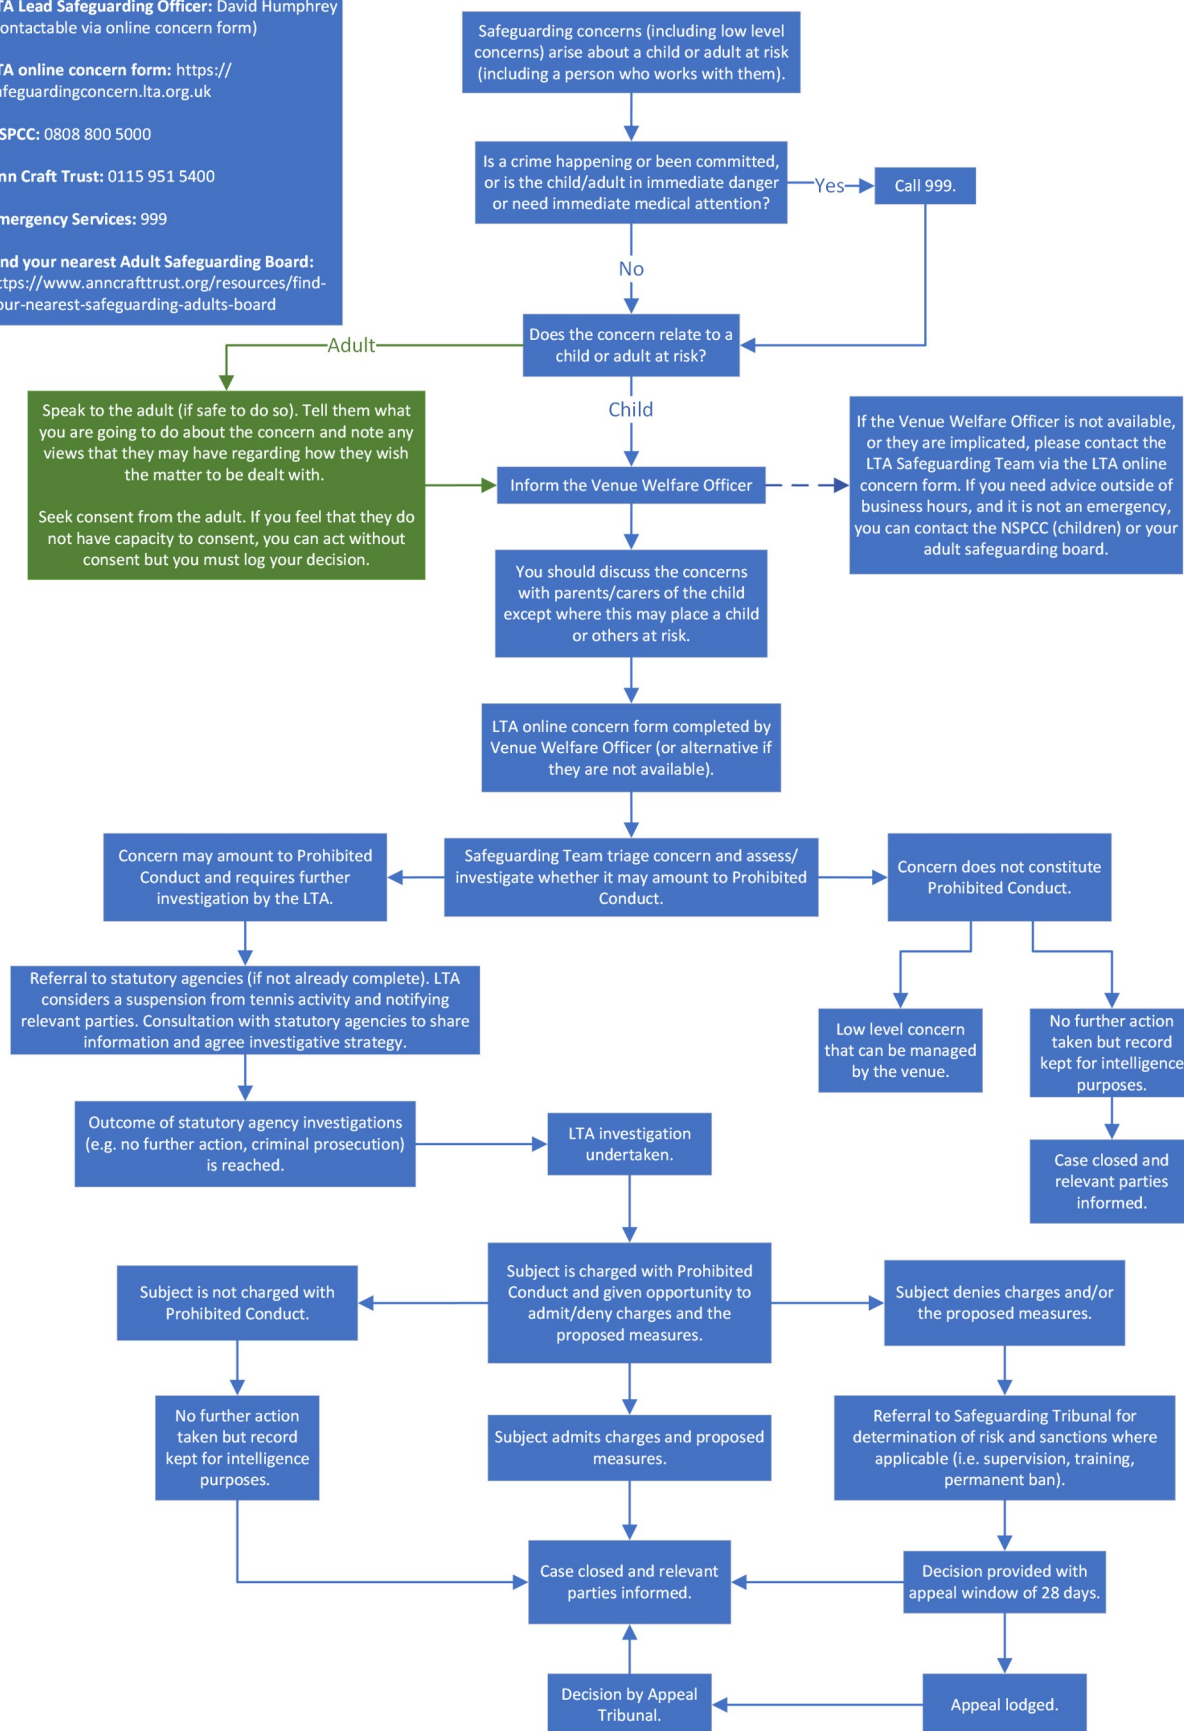 TA Lead Safeguarding Officer: David Humphrey
ontactable via online concern form)
TA online concern form: https://
afeguardingconcern.lta.org.uk
SPCC: 0808 800 5000
nn Craft Trust: 0115 951 5400
mergency Services: 999
nd your nearest Adult Safeguarding Board:
ttps://www.anncrafttrust.org/resources/find-
our-nearest-safeguarding-adults-board
Safeguarding concerns (including low level
concerns) arise about a child or adult at risk
(including a person who works with them).
Is a crime happening or been committed,
or is the child/adult in immediate danger
or need immediate medical attention?
Yes
Call 999.
No
Does the concern relate to a
child or adult at risk?
Adult
Child
Speak to the adult (if safe to do so). Tell them what
you are going to do about the concern and note any
views that they may have regarding how they wish
the matter to be dealt with.
Seek consent from the adult. If you feel that they do
not have capacity to consent, you can act without
consent but you must log your decision.
Inform the Venue Welfare Officer
If the Venue Welfare Officer is not available,
or they are implicated, please contact the
LTA Safeguarding Team via the LTA online
concern form. If you need advice outside of
business hours, and it is not an emergency,
you can contact the NSPCC (children) or your
adult safeguarding board.
You should discuss the concerns
with parents/carers of the child
except where this may place a child
or others at risk.
LTA online concern form completed by
Venue Welfare Officer (or alternative if
they are not available).
Concern may amount to Prohibited
Conduct and requires further
investigation by the LTA.
Safeguarding Team triage concern and assess/
investigate whether it may amount to Prohibited
Conduct.
Concern does not constitute
Prohibited Conduct.
Referral to statutory agencies (if not already complete). LTA
considers a suspension from tennis activity and notifying
relevant parties. Consultation with statutory agencies to share
information and agree investigative strategy.
Low level concern
that can be managed
by the venue.
No further action
taken but record
kept for intelligence
purposes.
Outcome of statutory agency investigations
(e.g. no further action, criminal prosecution)
is reached.
LTA investigation
undertaken.
Case closed and
relevant parties
informed.
Subject is not charged with
Prohibited Conduct.
Subject is charged with Prohibited
Conduct and given opportunity to
admit/deny charges and the
proposed measures.
Subject denies charges and/or
the proposed measures.
No further action
taken but record
kept for intelligence
purposes.
Subject admits charges and proposed
measures.
Referral to Safeguarding Tribunal for
determination of risk and sanctions where
applicable (i.e. supervision, training,
permanent ban).
Case closed and relevant
parties informed.
Decision provided with
appeal window of 28 days.
Decision by Appeal
Tribunal.
Appeal lodged.